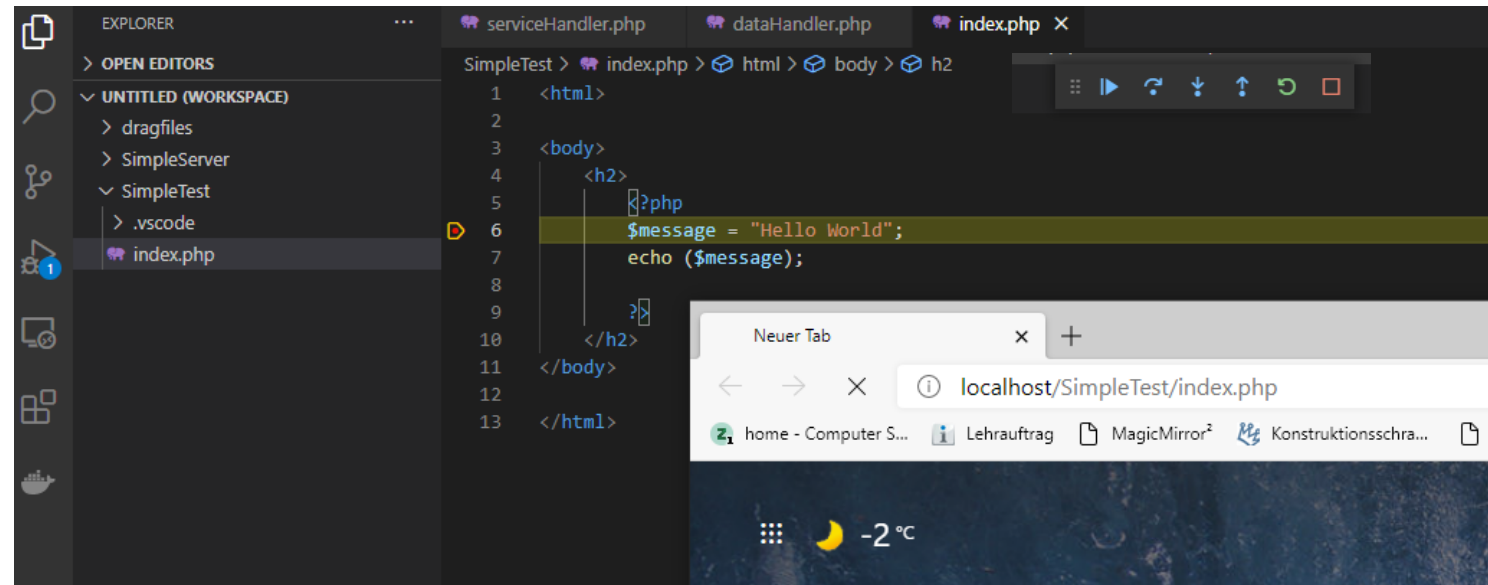 EXPLORER ···
OPEN EDITORS
UNTITLED (WORKSPACE)
dragfiles
SimpleServer
SimpleTest
.vscode
index.php
1
serviceHandler.php dataHandler.php index.php
SimpleTest > index.php > html > body > h2
1 <html>
2
3 <body>
4 <h2>
5 <?php
6 $message = "Hello World";
7 echo ($message);
8
9 ?>
10 </h2>
11 </body>
12
13 </html>
Neuer Tab
localhost/SimpleTest/index.php
home - Computer S... Lehrauftrag MagicMirror² Konstruktionsschra...
-2 °C